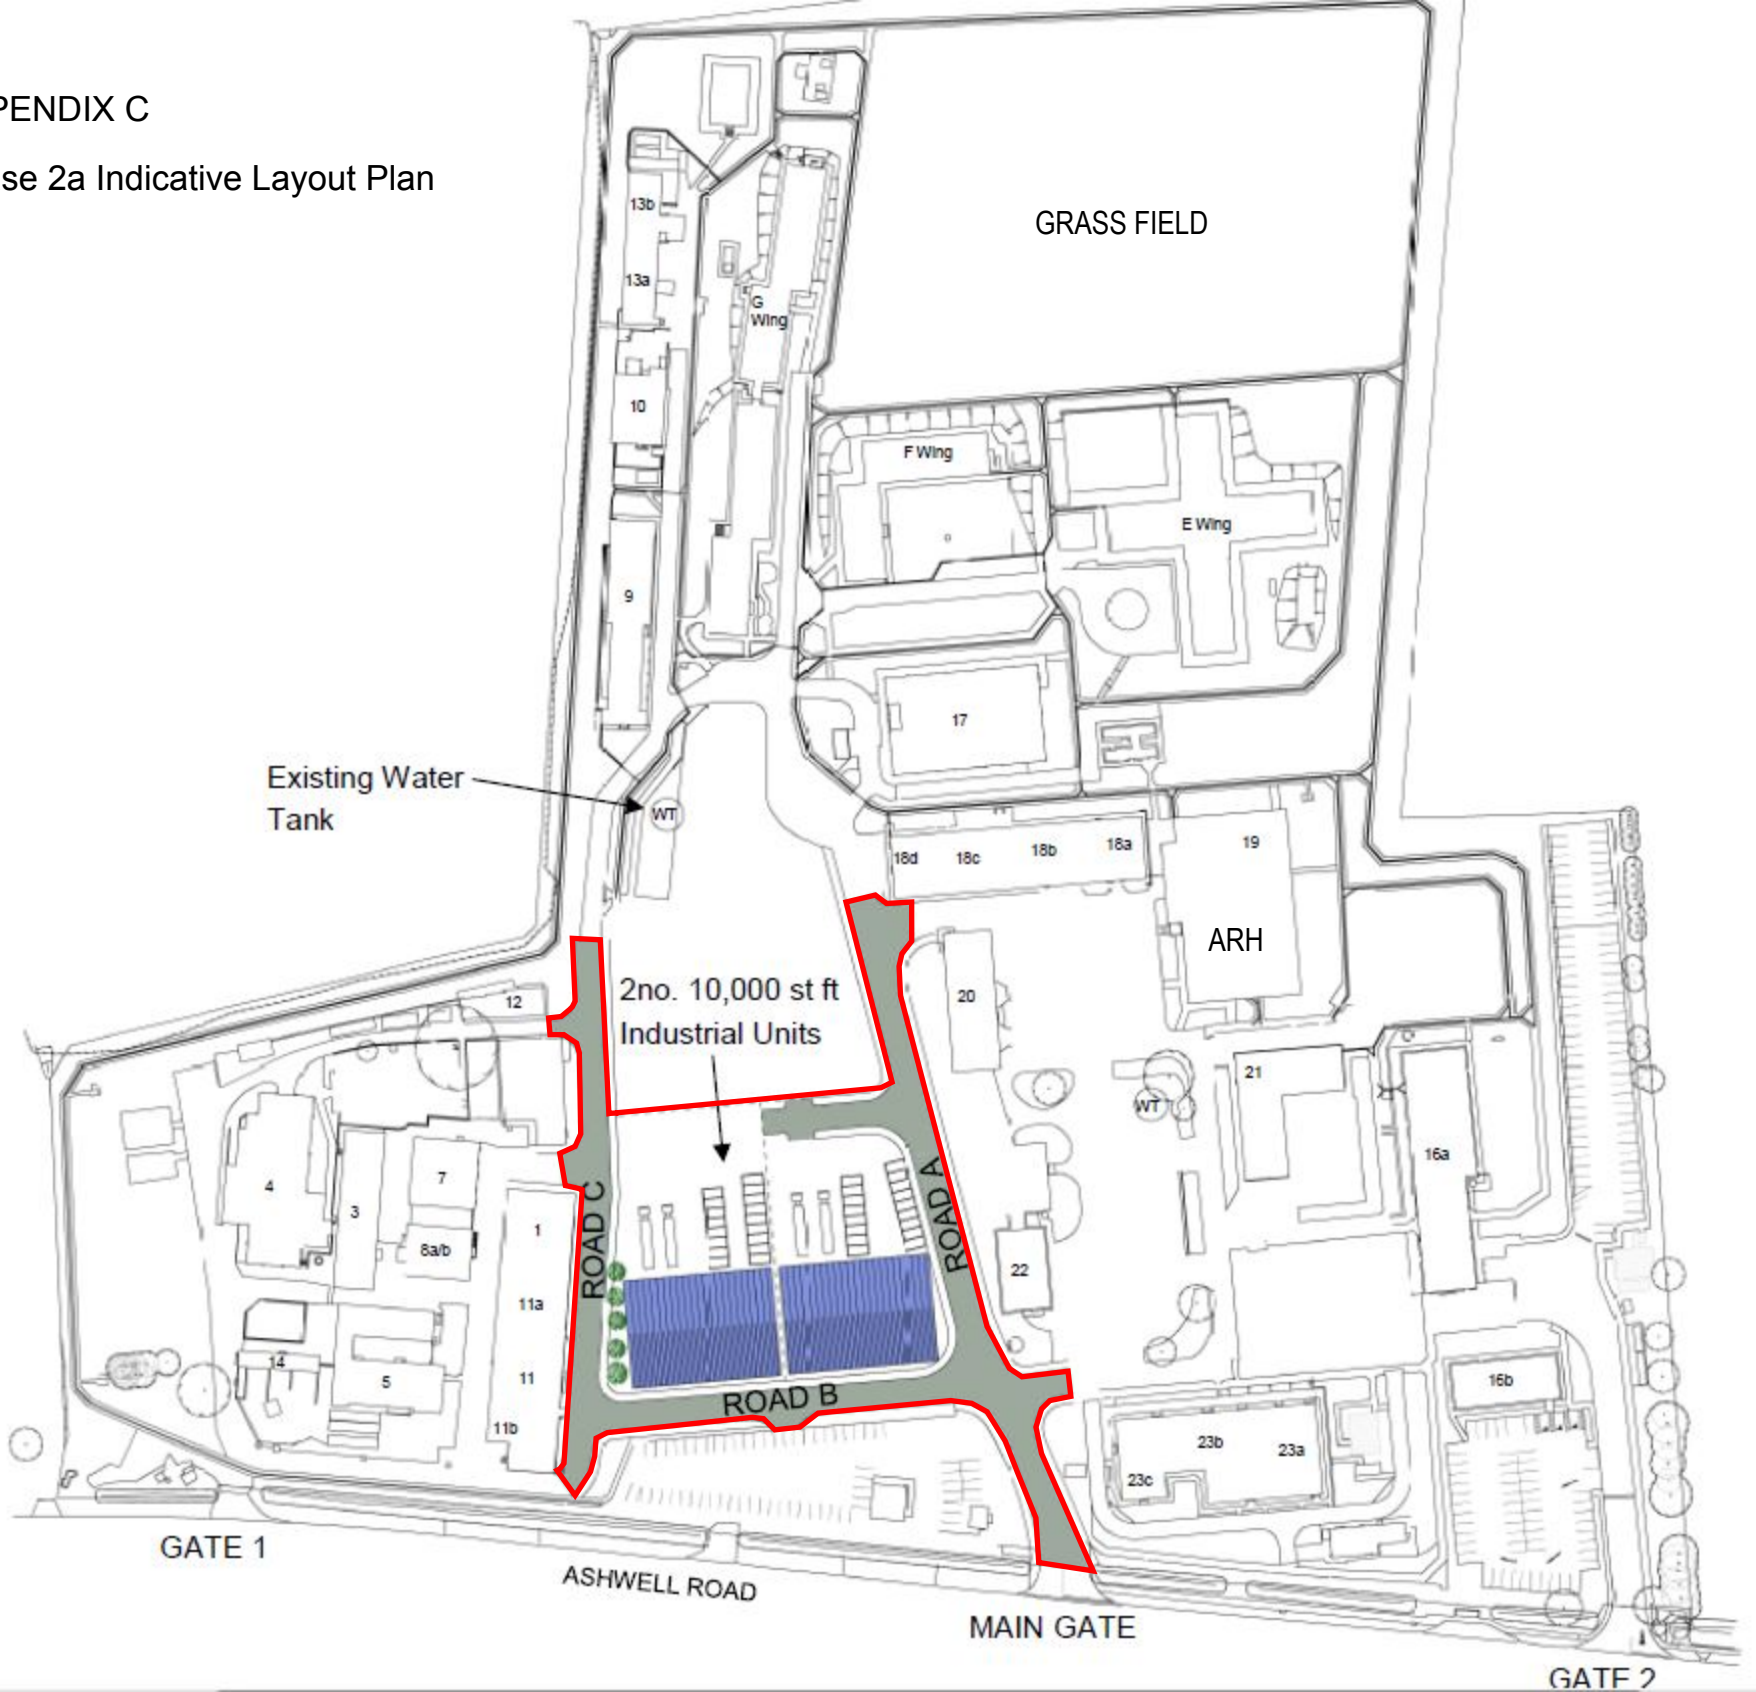 PENDIX C
se 2a Indicative Layout Plan
GRASS FIELD
13b
13a
G
Wing
10
F Wing
E Wing
9
17
Existing Water
Tank
WT
18d
18c
18b
18a
19
ARH
2no. 10,000 st ft
Industrial Units
12
20
21
WT
16a
4
3
7
8a/b
1
11a
11
11b
14
5
ROAD C
ROAD A
ROAD B
22
16b
23b
23a
23c
GATE 1
ASHWELL ROAD
MAIN GATE
GATE 2